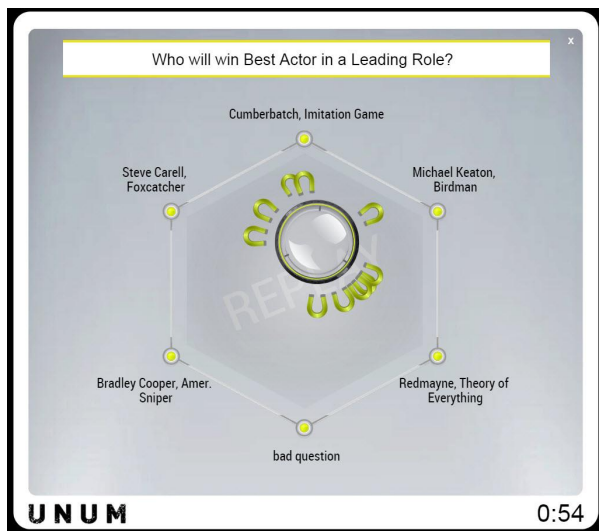 x
Who will win Best Actor in a Leading Role?
Cumberbatch, Imitation Game
Steve Carell,
Foxcatcher
Michael Keaton,
Birdman
REPLAY
Bradley Cooper, Amer.
Sniper
Redmayne, Theory of
Everything
bad question
UNUM
0:54